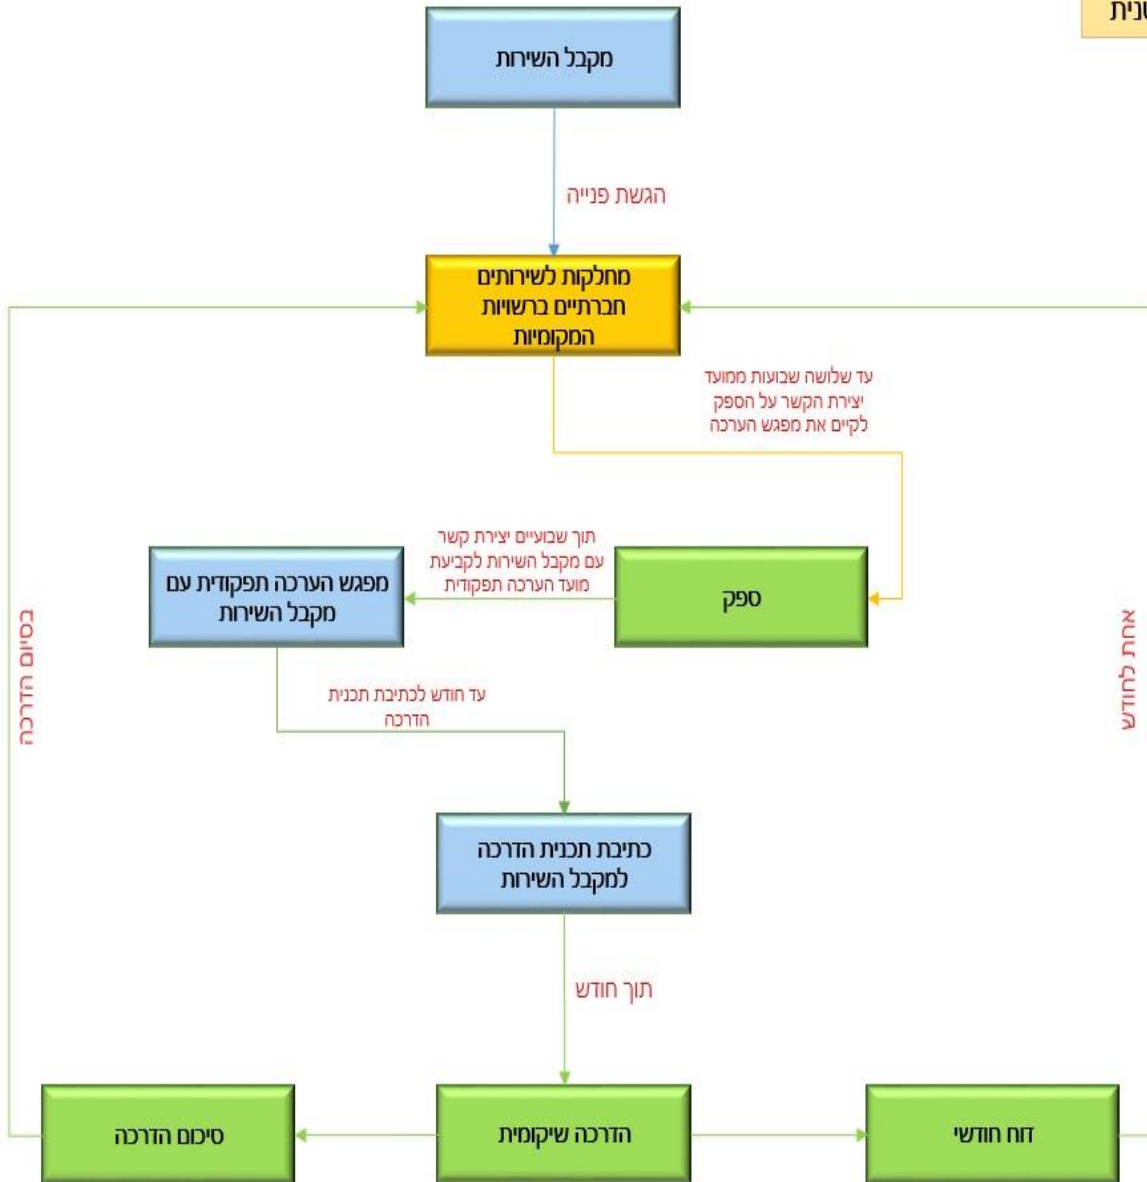 מקבל השירות
הגשת פנייה
מחלקות לשירותים
חברתיים ברשויות
המקומיות
עד שלושה שבועות ממועד
יצירת הקשר על הספק
לקיים את מפגש הערכה
ספק
תוך שבועיים יצירת קשר
עם מקבל השירות לקביעת
מועד הערכה תפקודית
מפגש הערכה תפקודית עם
מקבל השירות
עד חודש לכתיבת תכנית
הדרכה
כתיבת תכנית הדרכה
למקבל השירות
תוך חודש
אחת לחודש
בסיום הדרכה
דוח חודשי
הדרכה שיקומית
סיכום הדרכה